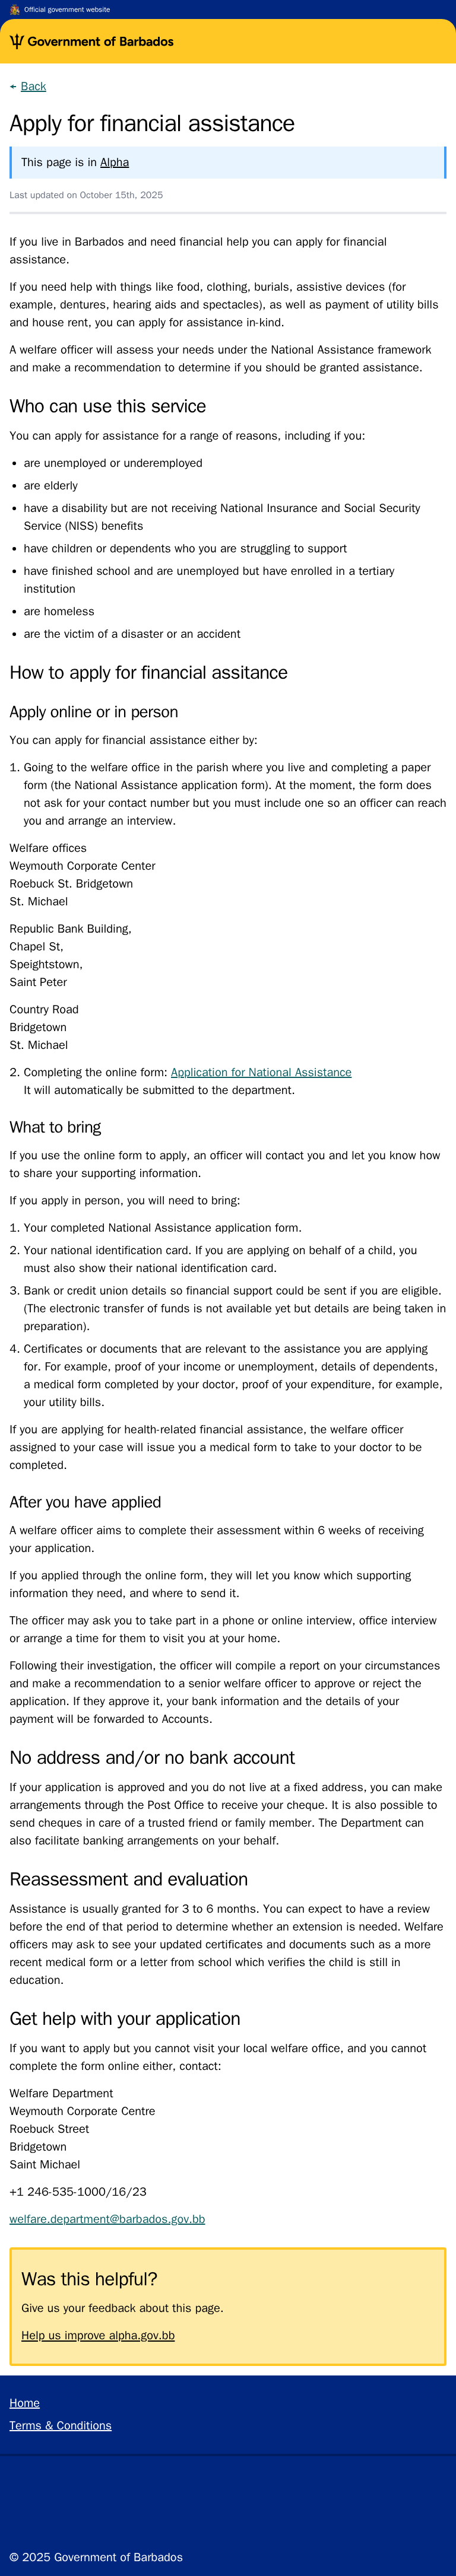 Official government website
Government of Barbados
Back
Apply for financial assistance
This page is in Alpha
Last updated on October 15th, 2025
If you live in Barbados and need financial help you can apply for financial
assistance.
If you need help with things like food, clothing, burials, assistive devices (for
example, dentures, hearing aids and spectacles), as well as payment of utility bills
and house rent, you can apply for assistance in-kind.
A welfare officer will assess your needs under the National Assistance framework
and make a recommendation to determine if you should be granted assistance.
Who can use this service
You can apply for assistance for a range of reasons, including if you:
• are unemployed or underemployed
• are elderly
• have a disability but are not receiving National Insurance and Social Security
Service (NISS) benefits
• have children or dependents who you are struggling to support
• have finished school and are unemployed but have enrolled in a tertiary
institution
• are homeless
• are the victim of a disaster or an accident
How to apply for financial assitance
Apply online or in person
You can apply for financial assistance either by:
1. Going to the welfare office in the parish where you live and completing a paper
form (the National Assistance application form). At the moment, the form does
not ask for your contact number but you must include one so an officer can reach
you and arrange an interview.
Welfare offices
Weymouth Corporate Center
Roebuck St. Bridgetown
St. Michael
Republic Bank Building,
Chapel St,
Speightstown,
Saint Peter
Country Road
Bridgetown
St. Michael
2. Completing the online form: Application for National Assistance
It will automatically be submitted to the department.
What to bring
If you use the online form to apply, an officer will contact you and let you know how
to share your supporting information.
If you apply in person, you will need to bring:
1. Your completed National Assistance application form.
2. Your national identification card. If you are applying on behalf of a child, you
must also show their national identification card.
3. Bank or credit union details so financial support could be sent if you are eligible.
(The electronic transfer of funds is not available yet but details are being taken in
preparation).
4. Certificates or documents that are relevant to the assistance you are applying
for. For example, proof of your income or unemployment, details of dependents,
a medical form completed by your doctor, proof of your expenditure, for example,
your utility bills.
If you are applying for health-related financial assistance, the welfare officer
assigned to your case will issue you a medical form to take to your doctor to be
completed.
After you have applied
A welfare officer aims to complete their assessment within 6 weeks of receiving
your application.
If you applied through the online form, they will let you know which supporting
information they need, and where to send it.
The officer may ask you to take part in a phone or online interview, office interview
or arrange a time for them to visit you at your home.
Following their investigation, the officer will compile a report on your circumstances
and make a recommendation to a senior welfare officer to approve or reject the
application. If they approve it, your bank information and the details of your
payment will be forwarded to Accounts.
No address and/or no bank account
If your application is approved and you do not live at a fixed address, you can make
arrangements through the Post Office to receive your cheque. It is also possible to
send cheques in care of a trusted friend or family member. The Department can
also facilitate banking arrangements on your behalf.
Reassessment and evaluation
Assistance is usually granted for 3 to 6 months. You can expect to have a review
before the end of that period to determine whether an extension is needed. Welfare
officers may ask to see your updated certificates and documents such as a more
recent medical form or a letter from school which verifies the child is still in
education.
Get help with your application
If you want to apply but you cannot visit your local welfare office, and you cannot
complete the form online either, contact:
Welfare Department
Weymouth Corporate Centre
Roebuck Street
Bridgetown
Saint Michael
+1 246-535-1000/16/23
welfare.department@barbados.gov.bb
Was this helpful?
Give us your feedback about this page.
Help us improve alpha.gov.bb
Home
Terms & Conditions
© 2025 Government of Barbados